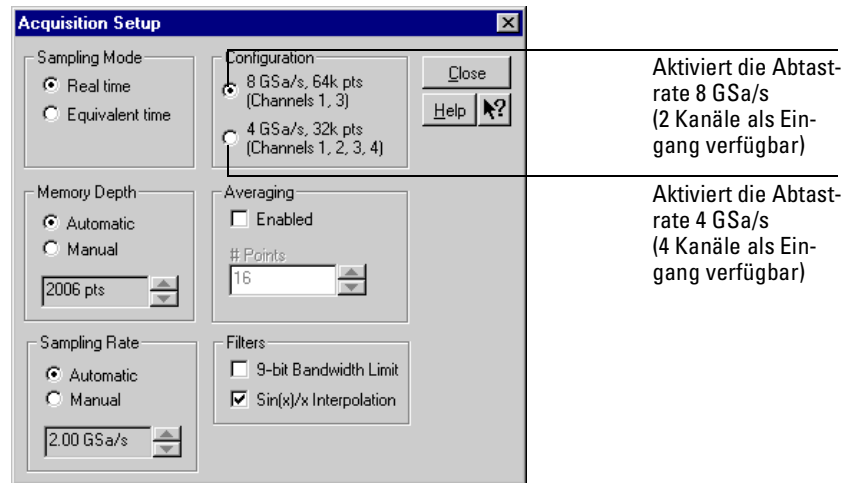 Acquisition Setup
Sampling Mode
Real time
Equivalent time
Configuration
8 GSa/s, 64k pts
(Channels 1, 3)
4 GSa/s, 32k pts
(Channels 1, 2, 3, 4)
Close
Help
Memory Depth
Automatic
Manual
2006 pts
Averaging
Enabled
# Points
16
Sampling Rate
Automatic
Manual
2.00 GSa/s
Filters
9-bit Bandwidth Limit
Sin(x)/x Interpolation
Aktiviert die Abtast-
rate 8 GSa/s
(2 Kanäle als Ein-
gang verfügbar)
Aktiviert die Abtast-
rate 4 GSa/s
(4 Kanäle als Ein-
gang verfügbar)